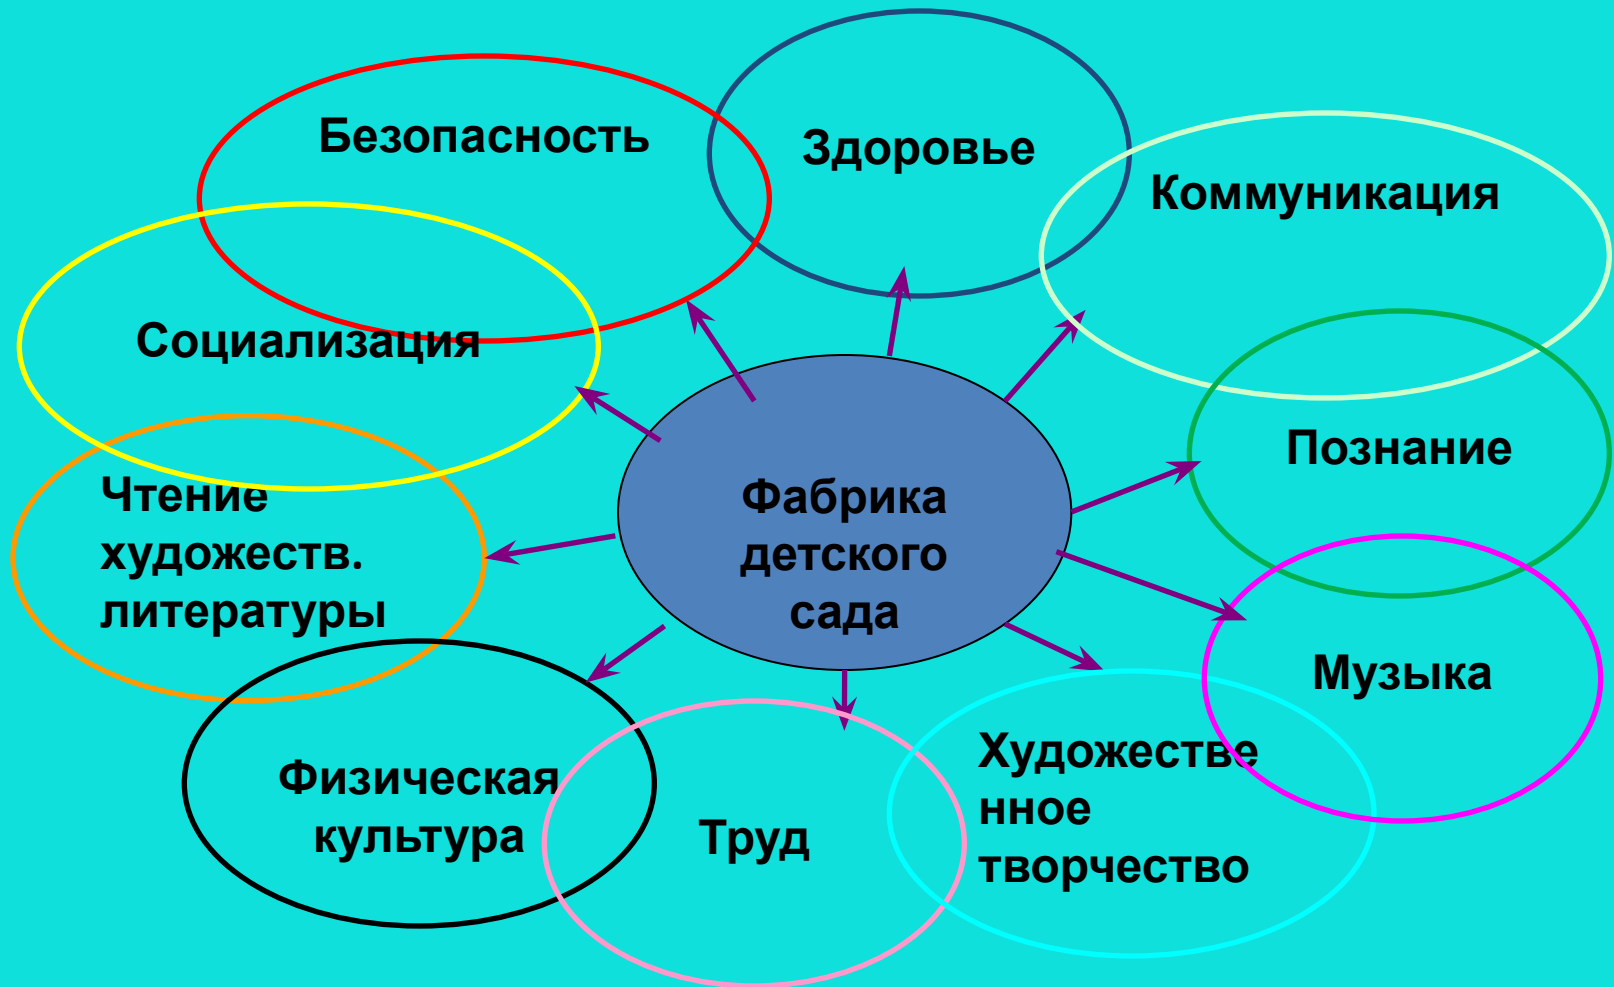 Безопасность
Здоровье
Коммуникация
Социализация
Познание
Чтение
художеств.
литературы
Фабрика
детского
сада
Музыка
Физическая
культура
Труд
Художестве
нное
творчество